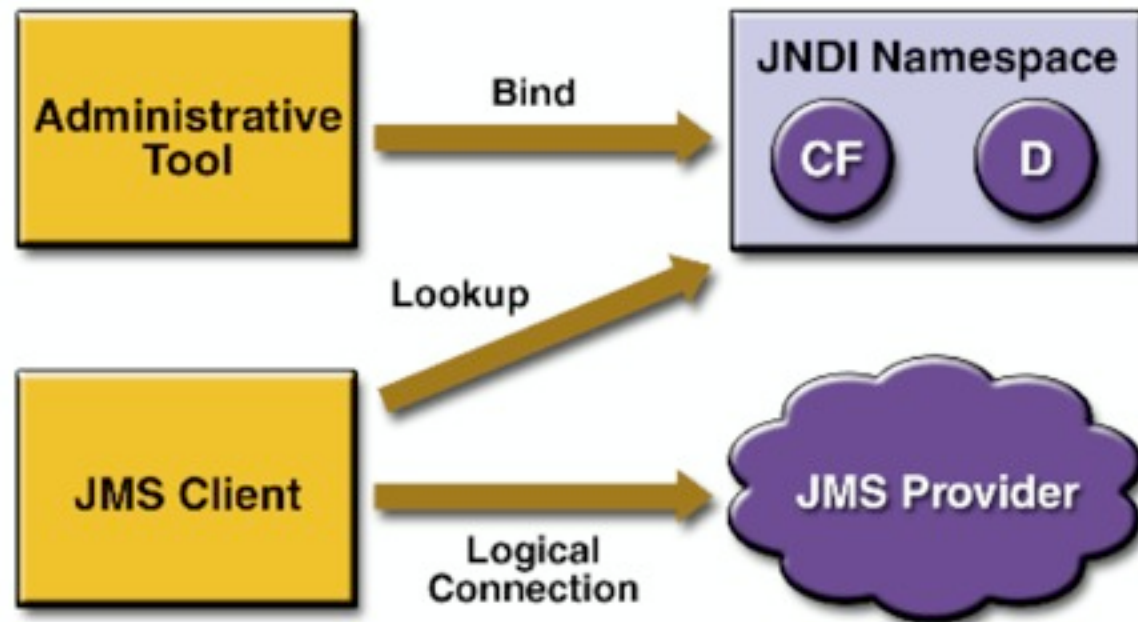 Administrative
Tool
Bind
JNDI Namespace
CF
D
Lookup
JMS Client
Logical
Connection
JMS Provider